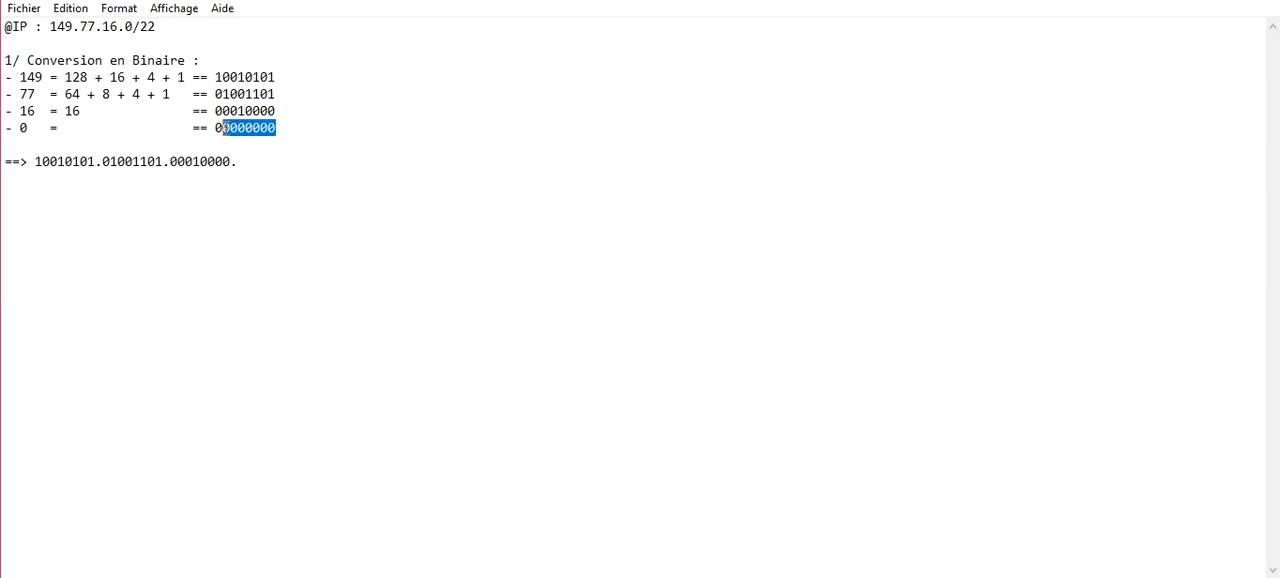 Fichier Edition Format Affichage Aide
@IP : 149.77.16.0/22
1/ Conversion en Binaire :
- 149 = 128 + 16 + 4 + 1 == 10010101
- 77  = 64 + 8 + 4 + 1   == 01001101
- 16  = 16               == 00010000
- 0   =                  == 00000000
==> 10010101.01001101.00010000.